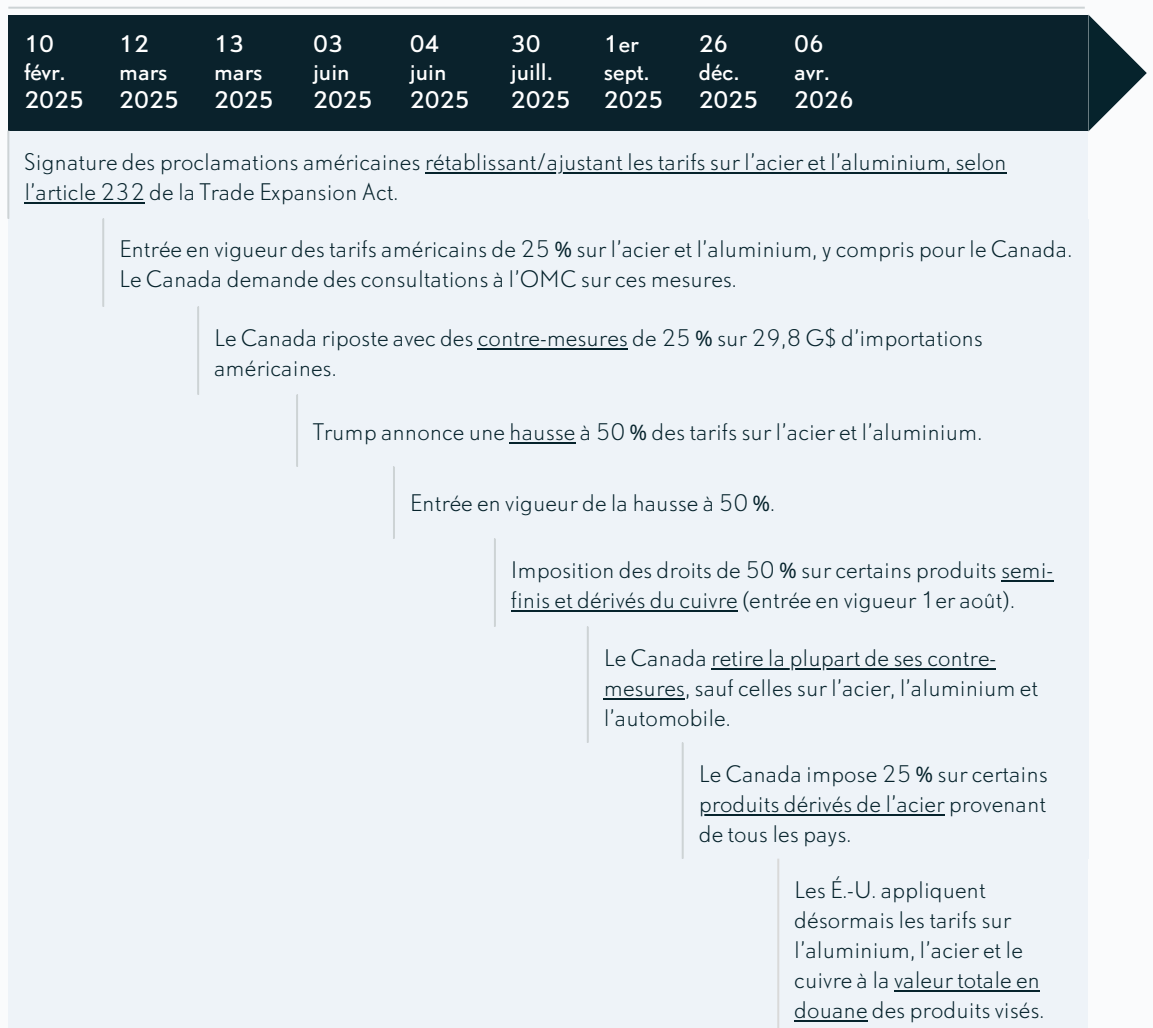 10 févr. 2025
12 mars 2025
13 mars 2025
03 juin 2025
04 juin 2025
30 juill. 2025
1er sept. 2025
26 déc. 2025
06 avr. 2026
Signature des proclamations américaines rétablissant/ajustant les tarifs sur l'acier et l'aluminium, selon
l'article 232 de la Trade Expansion Act.
Entrée en vigueur des tarifs américains de 25 % sur l'acier et l'aluminium, y compris pour le Canada.
Le Canada demande des consultations à l'OMC sur ces mesures.
Le Canada riposte avec des contre-mesures de 25 % sur 29,8 G$ d'importations
américaines.
Trump annonce une hausse à 50 % des tarifs sur l'acier et l'aluminium.
Entrée en vigueur de la hausse à 50 %.
Imposition des droits de 50 % sur certains produits semi-
finis et dérivés du cuivre (entrée en vigueur 1er août).
Le Canada retire la plupart de ses contre-
mesures, sauf celles sur l'acier, l'aluminium et
l'automobile.
Le Canada impose 25 % sur certains
produits dérivés de l'acier provenant
de tous les pays.
Les É.-U. appliquent
désormais les tarifs sur
l'aluminium, l'acier et le
cuivre à la valeur totale en
douane des produits visés.